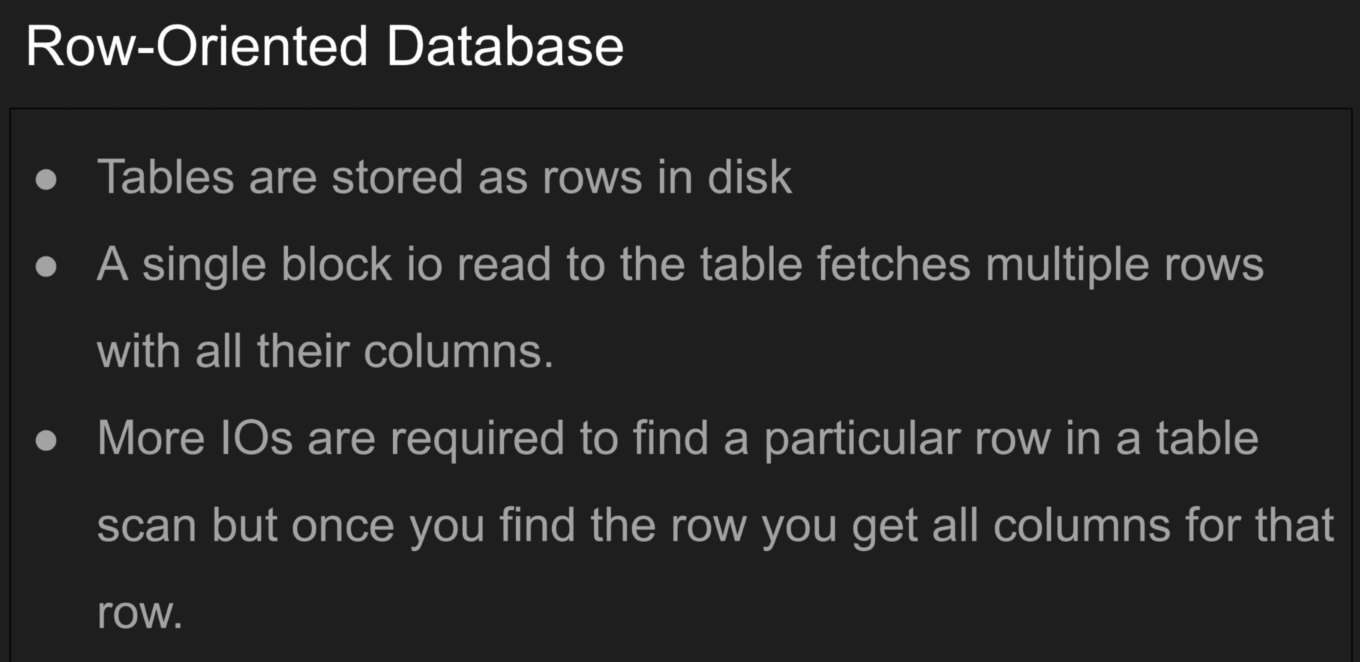 Row-Oriented Database
● Tables are stored as rows in disk
● A single block io read to the table fetches multiple rows
with all their columns.
● More IOs are required to find a particular row in a table
scan but once you find the row you get all columns for that
row.